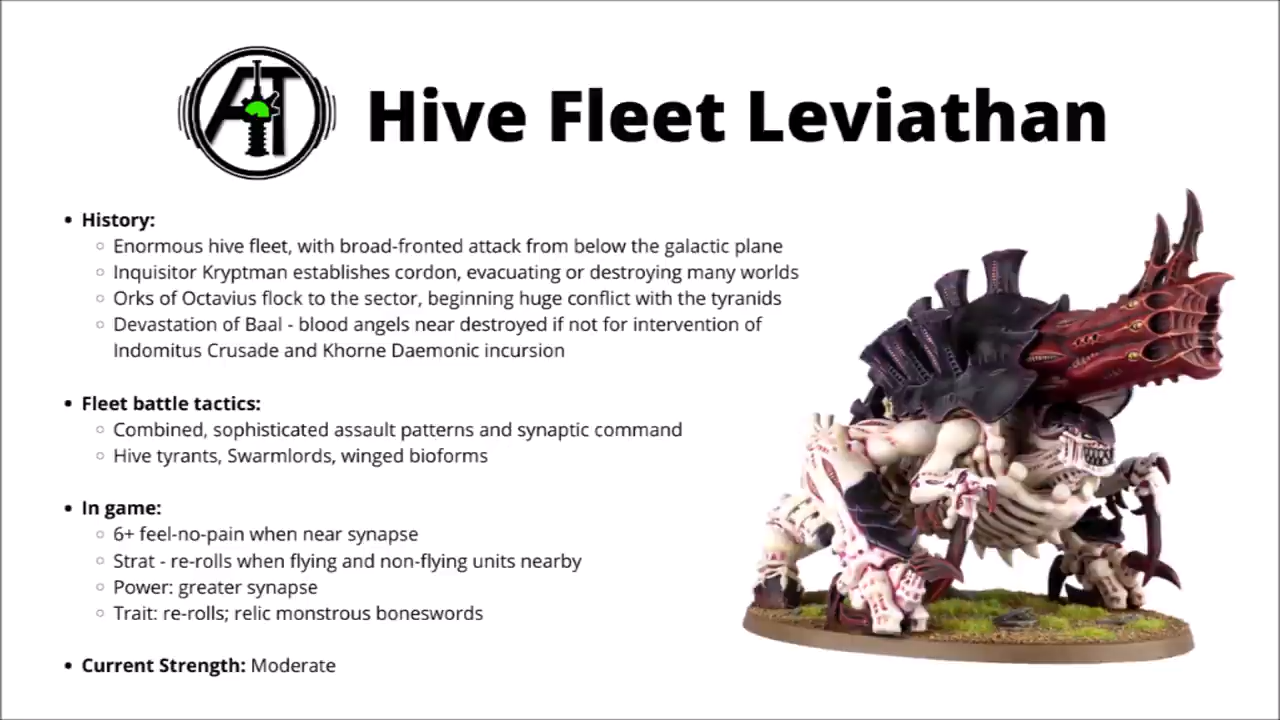 AT
Hive Fleet Leviathan
• History:
○ Enormous hive fleet, with broad-fronted attack from below the galactic plane
○ Inquisitor Kryptman establishes cordon, evacuating or destroying many worlds
○ Orks of Octavius flock to the sector, beginning huge conflict with the tyranids
○ Devastation of Baal - blood angels near destroyed if not for intervention of
Indomitus Crusade and Khorne Daemonic incursion
• Fleet battle tactics:
○ Combined, sophisticated assault patterns and synaptic command
○ Hive tyrants, Swarmlords, winged bioforms
• In game:
○ 6+ feel-no-pain when near synapse
○ Strat - re-rolls when flying and non-flying units nearby
○ Power: greater synapse
○ Trait: re-rolls; relic monstrous boneswords
• Current Strength: Moderate